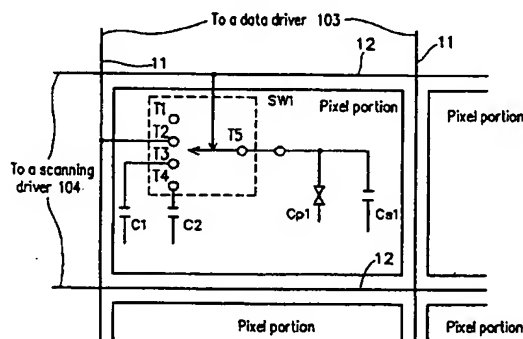 To a data driver 103
12
11
11
SW1
Pixel portion
Pixel portion
T1
T2
T3
T4
T5
To a scanning
driver 104
C1
C2
Cp1
Cs1
12
Pixel portion
Pixel portion